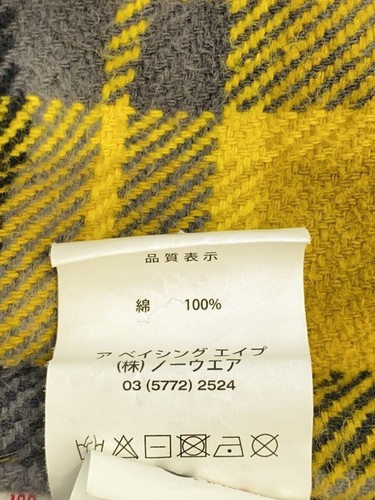 品質表示
綿 100%
ア ベイシング エイプ
(株) ノーウエア
03 (5772) 2524